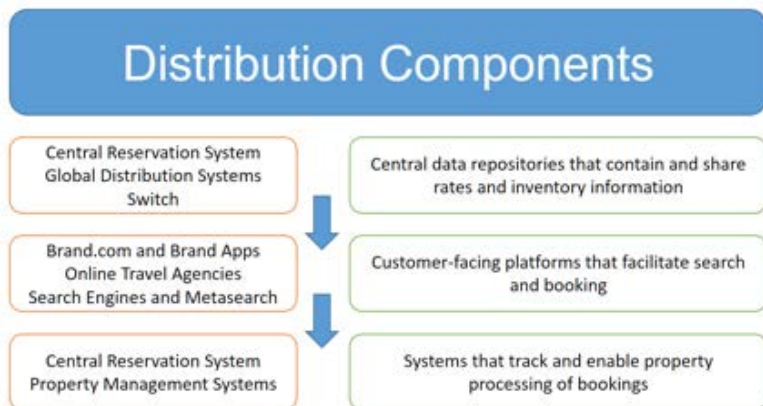 Distribution Components
Central Reservation System
Global Distribution Systems
Switch
Central data repositories that contain and share
rates and inventory information
Brand.com and Brand Apps
Online Travel Agencies
Search Engines and Metasearch
Customer-facing platforms that facilitate search
and booking
Central Reservation System
Property Management Systems
Systems that track and enable property
processing of bookings